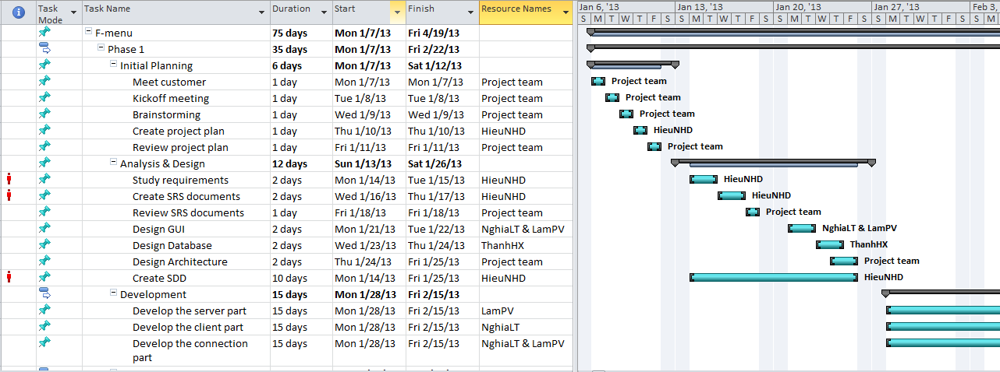 Task Mode Task Name Duration Start Finish Resource Names Jan 6, '13 Jan 13, '13 Jan 20, '13 Jan 27, '13 Feb 3,
S M T W T F S S M T W T F S S M T W T F S S M T W T F S S M
F-menu 75 days Mon 1/7/13 Fri 4/19/13
Phase 1 35 days Mon 1/7/13 Fri 2/22/13
Initial Planning 6 days Mon 1/7/13 Sat 1/12/13
Meet customer 1 day Mon 1/7/13 Mon 1/7/13 Project team Project team
Kickoff meeting 1 day Tue 1/8/13 Tue 1/8/13 Project team Project team
Brainstorming 1 day Wed 1/9/13 Wed 1/9/13 Project team Project team
Create project plan 1 day Thu 1/10/13 Thu 1/10/13 HieuNHD HieuNHD
Review project plan 1 day Fri 1/11/13 Fri 1/11/13 Project team Project team
Analysis & Design 12 days Sun 1/13/13 Sat 1/26/13
Study requirements 2 days Mon 1/14/13 Tue 1/15/13 HieuNHD HieuNHD
Create SRS documents 2 days Wed 1/16/13 Thu 1/17/13 HieuNHD HieuNHD
Review SRS documents 1 day Fri 1/18/13 Fri 1/18/13 Project team Project team
Design GUI 2 days Mon 1/21/13 Tue 1/22/13 NghiaLT & LamPV NghiaLT & LamPV
Design Database 2 days Wed 1/23/13 Thu 1/24/13 ThanhHX ThanhHX
Design Architecture 2 days Thu 1/24/13 Fri 1/25/13 Project team Project team
Create SDD 10 days Mon 1/14/13 Fri 1/25/13 HieuNHD HieuNHD
Development 15 days Mon 1/28/13 Fri 2/15/13
Develop the server part 15 days Mon 1/28/13 Fri 2/15/13 LamPV
Develop the client part 15 days Mon 1/28/13 Fri 2/15/13 NghiaLT
Develop the connection part 15 days Mon 1/28/13 Fri 2/15/13 NghiaLT & LamPV